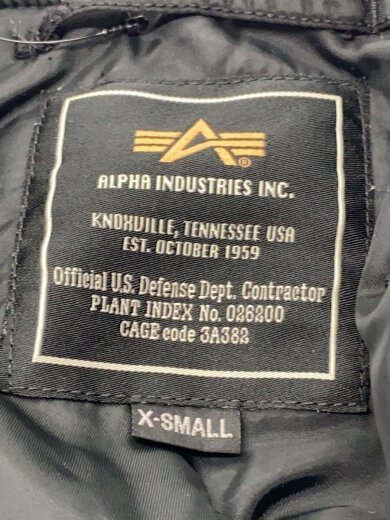 ALPHA INDUSTRIES INC.
KNOXVILLE, TENNESSEE USA
EST. OCTOBER 1959
Official U.S. Defense Dept. Contractor
PLANT INDEX No. 026200
CAGE code 3A382
X-SMALL